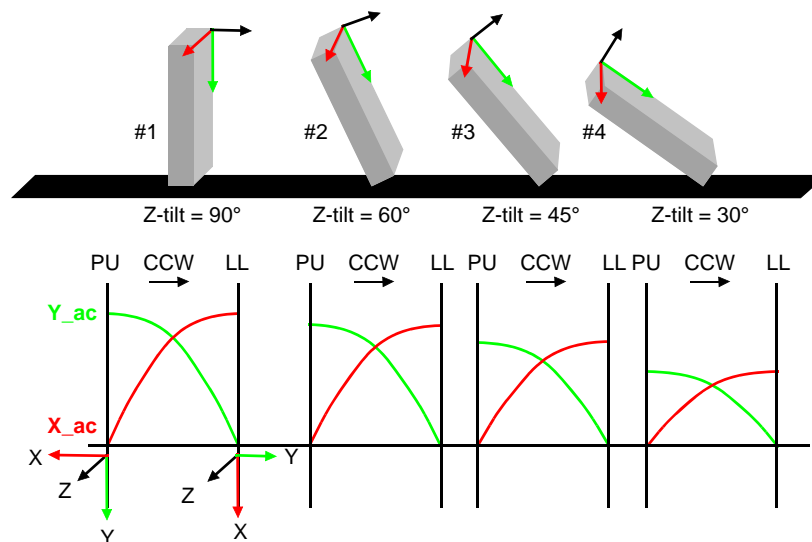 #1
#2
#3
#4
Z-tilt = 90°
Z-tilt = 60°
Z-tilt = 45°
Z-tilt = 30°
PU CCW LL
PU CCW LL
PU CCW LL
PU CCW LL
Y_ac
X_ac
X
Z
Y
Y
Z
X